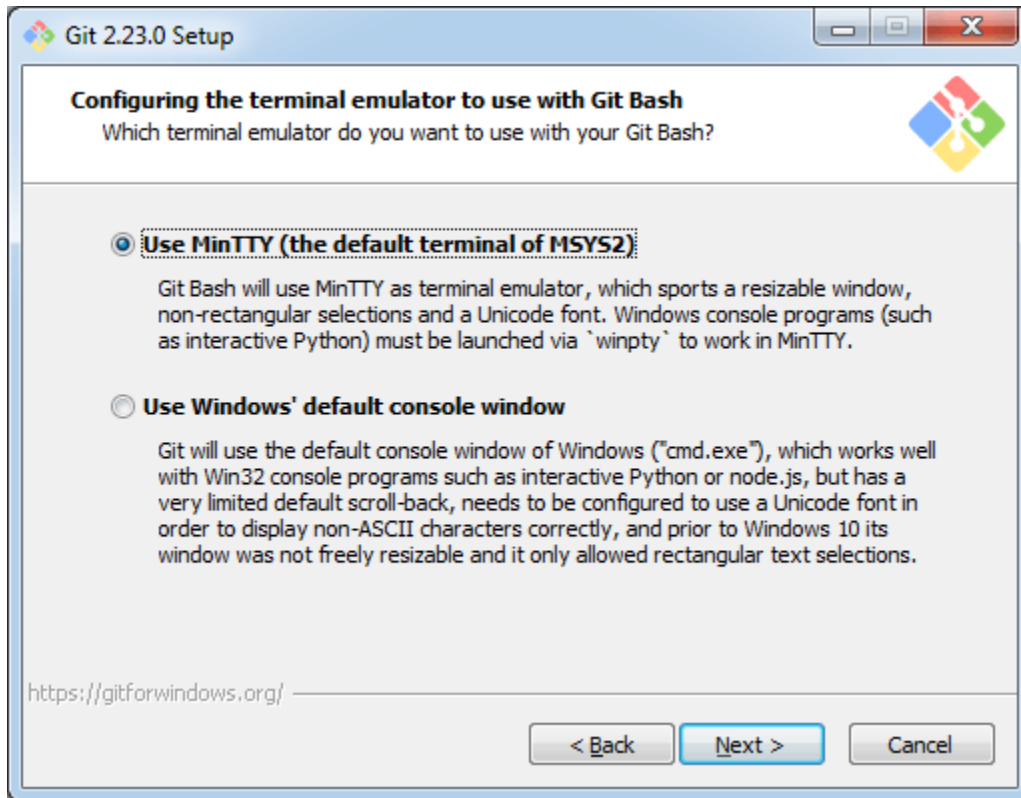 Git 2.23.0 Setup
Configuring the terminal emulator to use with Git Bash
Which terminal emulator do you want to use with your Git Bash?
Use MinTTY (the default terminal of MSYS2)
Git Bash will use MinTTY as terminal emulator, which sports a resizable window,
non-rectangular selections and a Unicode font. Windows console programs (such
as interactive Python) must be launched via `winpty` to work in MinTTY.
Use Windows' default console window
Git will use the default console window of Windows ("cmd.exe"), which works well
with Win32 console programs such as interactive Python or node.js, but has a
very limited default scroll-back, needs to be configured to use a Unicode font in
order to display non-ASCII characters correctly, and prior to Windows 10 its
window was not freely resizable and it only allowed rectangular text selections.
https://gitforwindows.org/
< Back Next > Cancel